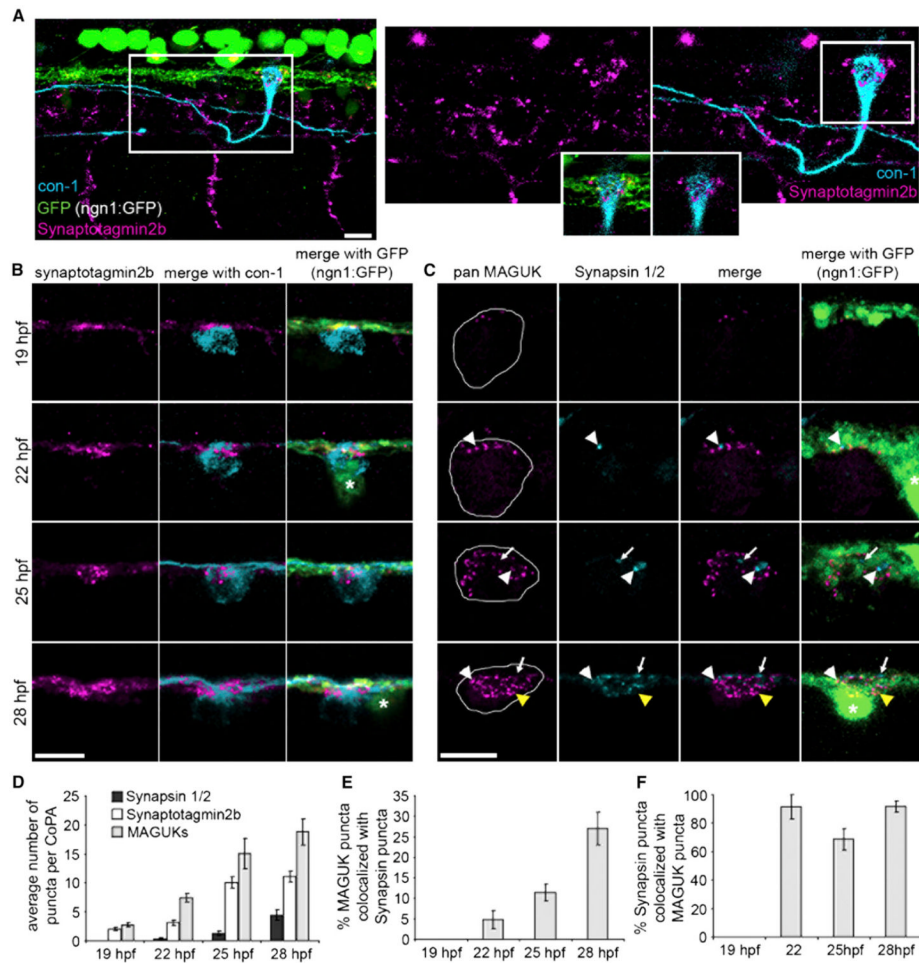 A
con-1
GFP (ngn1:GFP)
Synaptotagmin2b
con-1
Synaptotagmin2b
B
synaptotagmin2b
merge with con-1
merge with GFP
(ngn1:GFP)
19 hpf
22 hpf
*
25 hpf
28 hpf
*
C
pan MAGUK
Synapsin 1/2
merge
merge with GFP
(ngn1:GFP)
*
*
D
average number of
puncta per CoPA
Synapsin 1/2
Synaptotagmin2b
MAGUKs
25
20
15
10
5
0
19 hpf
22 hpf
25 hpf
28 hpf
E
% MAGUK puncta
colocalized with
Synapsin puncta
35
30
25
20
15
10
5
0
19 hpf
22 hpf
25 hpf
28 hpf
F
% Synapsin puncta
colocalized with
MAGUK puncta
100
80
60
40
20
0
19 hpf
22
25hpf
28hpf